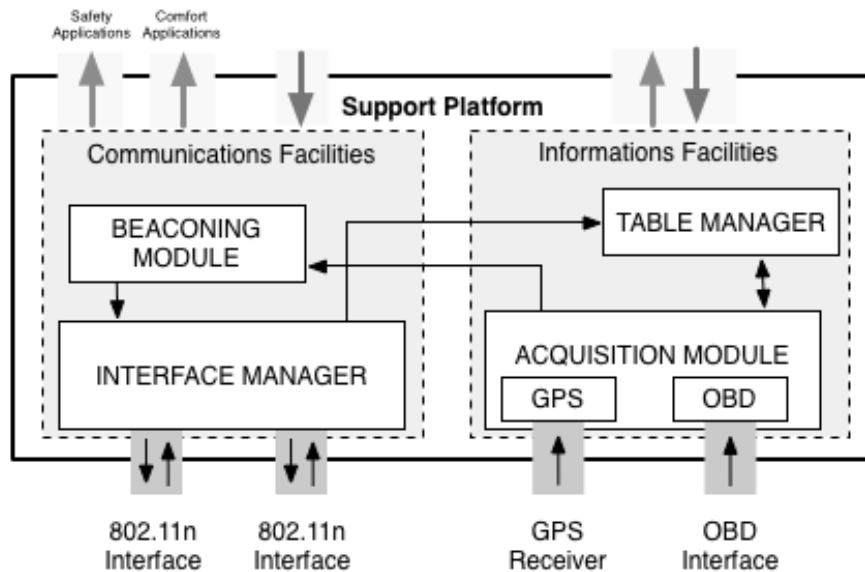 Safety
Applications
Comfort
Applications
Support Platform
Communications Facilities
Informations Facilities
BEACONING
MODULE
TABLE MANAGER
INTERFACE MANAGER
ACQUISITION MODULE
GPS
OBD
802.11n
Interface
802.11n
Interface
GPS
Receiver
OBD
Interface